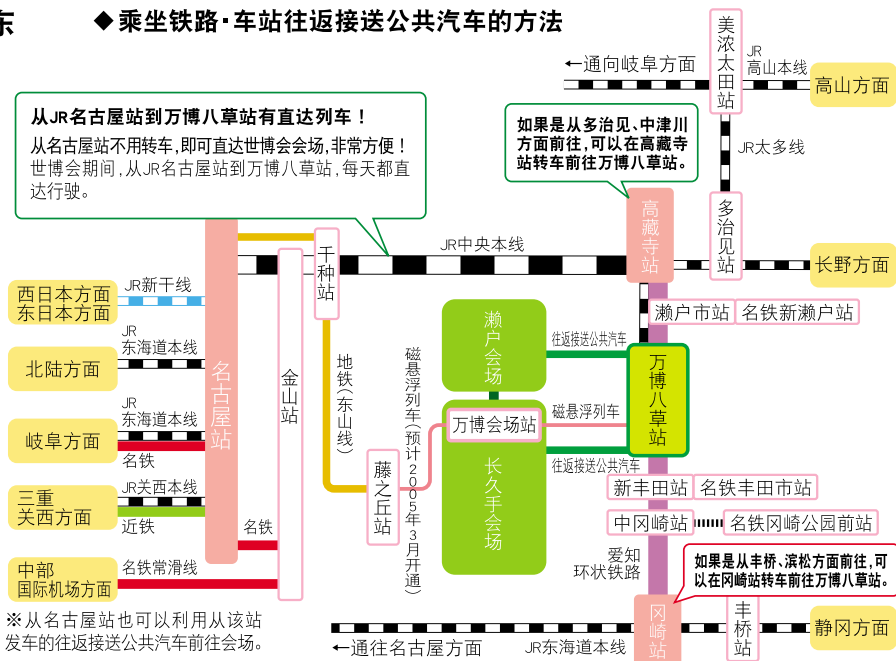 东
◆乘坐铁路·车站往返接送公共汽车的方法
美浓太田站
JR
高山本线
←通向岐阜方面
高山方面
从JR名古屋站到万博八草站有直达列车！
从名古屋站不用转车,即可直达世博会会场,非常方便！
世博会期间,从JR名古屋站到万博八草站,每天都直
达行驶。
如果是从多治见、中津川
方面前往,可以在高藏寺
站转车前往万博八草站。
JR太多线
高藏寺站
多治见站
千种站
JR中央本线
长野方面
西日本方面
东日本方面
JR新干线
濑户市站
名铁新濑户站
濑户会场
往返接送公共汽车
万博八草站
JR
东海道本线
北陆方面
名古屋站
金山站
地铁(东山线)
磁悬浮列车(预计2005年3月开通)
JR
东海道本线
岐阜方面
名铁
万博会场站
磁悬浮列车
往返接送公共汽车
长久手会场
藤之丘站
三重
关西方面
JR关西本线
近铁
名铁
新丰田站
名铁丰田市站
中冈崎站
名铁冈崎公园前站
中部
国际机场方面
名铁常滑线
爱知
环状铁路
如果是从丰桥、滨松方面前往,可
以在冈崎站转车前往万博八草站。
※从名古屋站也可以利用从该站
发车的往返接送公共汽车前往会场。
冈崎站
丰桥站
静冈方面
←通往名古屋方面
JR东海道本线